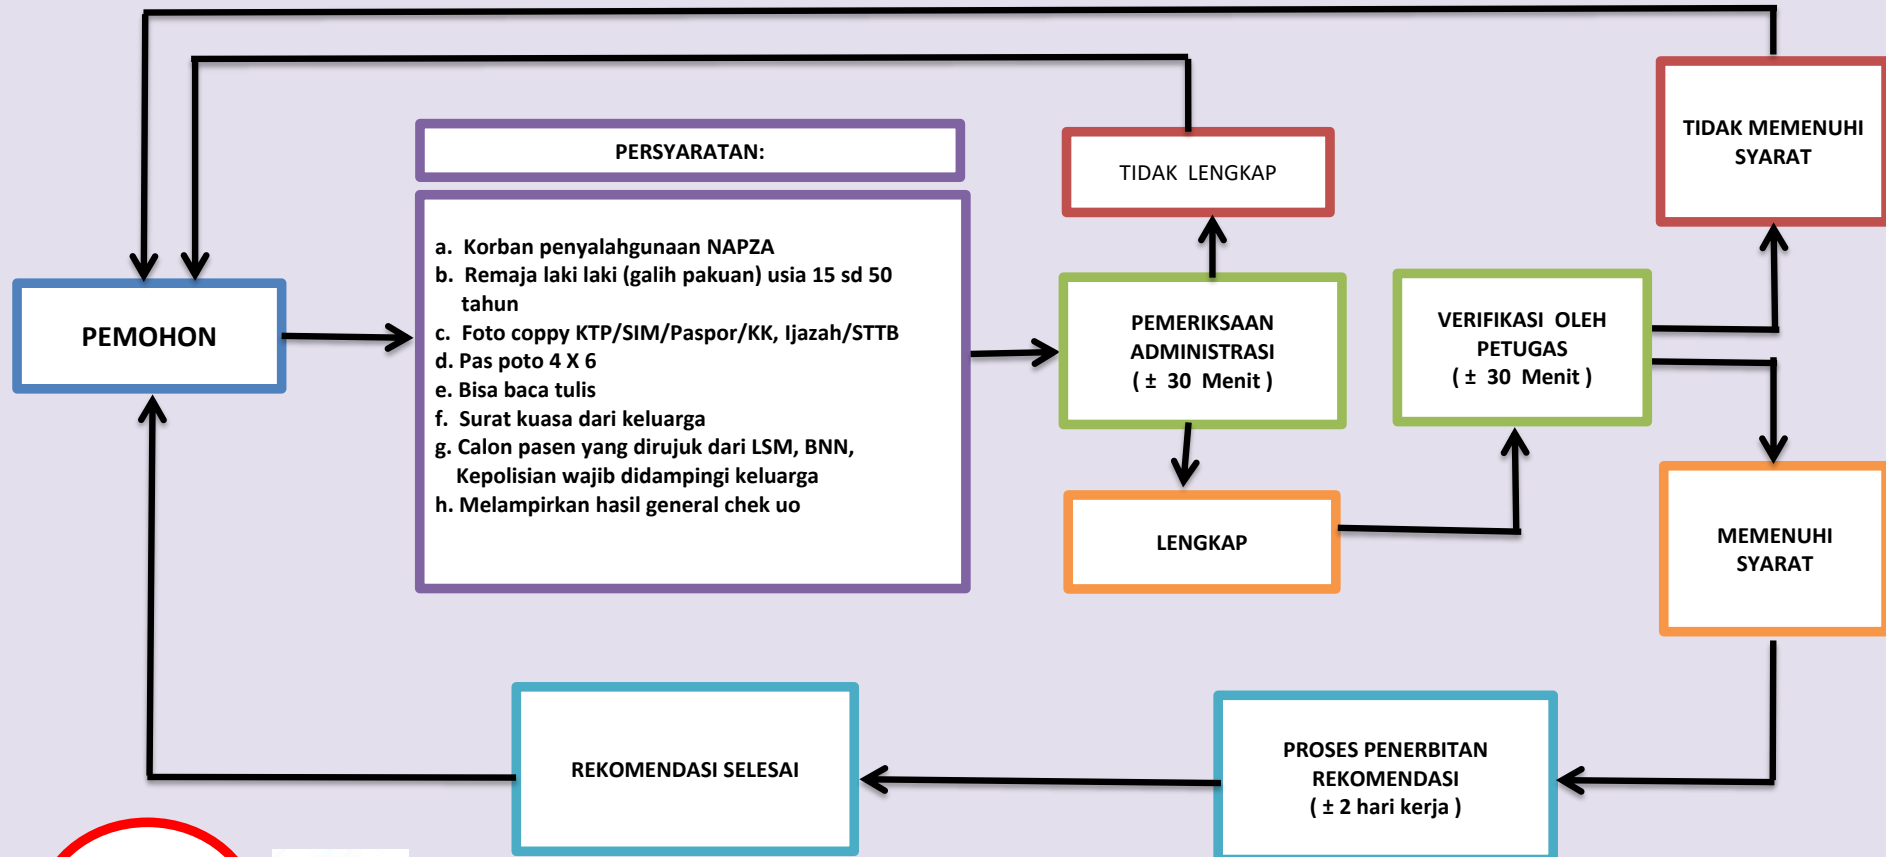 PERSYARATAN:
TIDAK LENGKAP
TIDAK MEMENUHI
SYARAT
PEMOHON
a. Korban penyalahgunaan NAPZA
b. Remaja laki laki (galih pakuan) usia 15 sd 50
tahun
c. Foto coppy KTP/SIM/Paspor/KK, Ijazah/STTB
d. Pas poto 4 X 6
e. Bisa baca tulis
f. Surat kuasa dari keluarga
g. Calon pasen yang dirujuk dari LSM, BNN,
Kepolisian wajib didampingi keluarga
h. Melampirkan hasil general chek uo
PEMERIKSAAN
ADMINISTRASI
( ± 30 Menit )
VERIFIKASI OLEH
PETUGAS
( ± 30 Menit )
LENGKAP
MEMENUHI
SYARAT
REKOMENDASI SELESAI
PROSES PENERBITAN
REKOMENDASI
( ± 2 hari kerja )